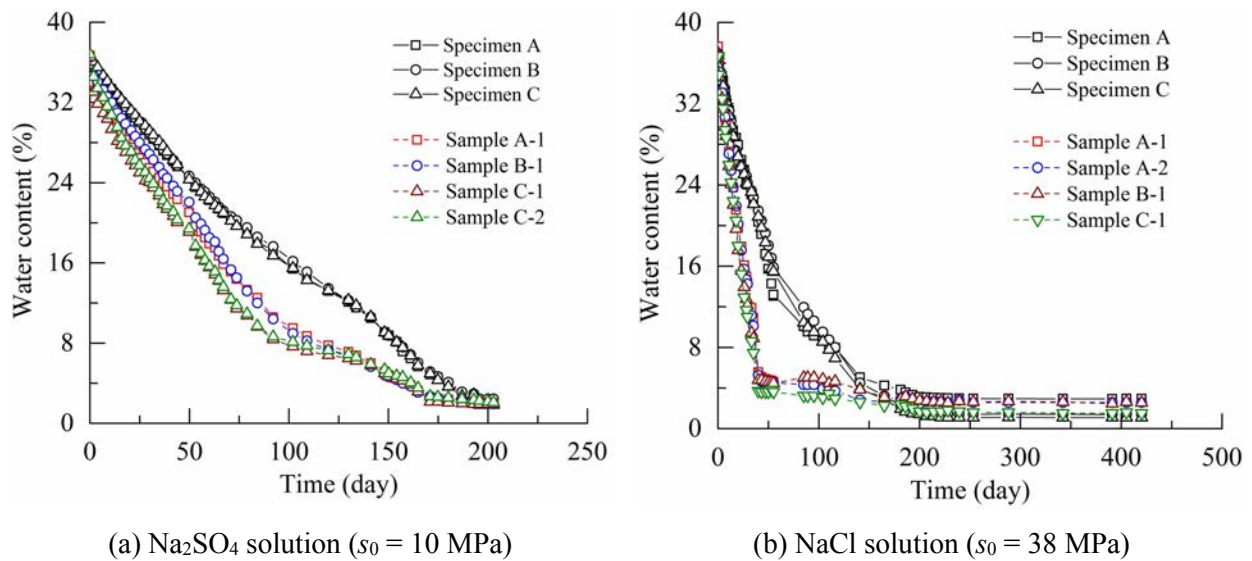 40
32
24
16
8
0
Water content (%)
Specimen A
Specimen B
Specimen C
Sample A-1
Sample B-1
Sample C-1
Sample C-2
0 50 100 150 200 250
Time (day)
(a) Na₂SO₄ solution (s₀ = 10 MPa)
40
32
24
16
8
0
Water content (%)
Specimen A
Specimen B
Specimen C
Sample A-1
Sample A-2
Sample B-1
Sample C-1
0 100 200 300 400 500
Time (day)
(b) NaCl solution (s₀ = 38 MPa)